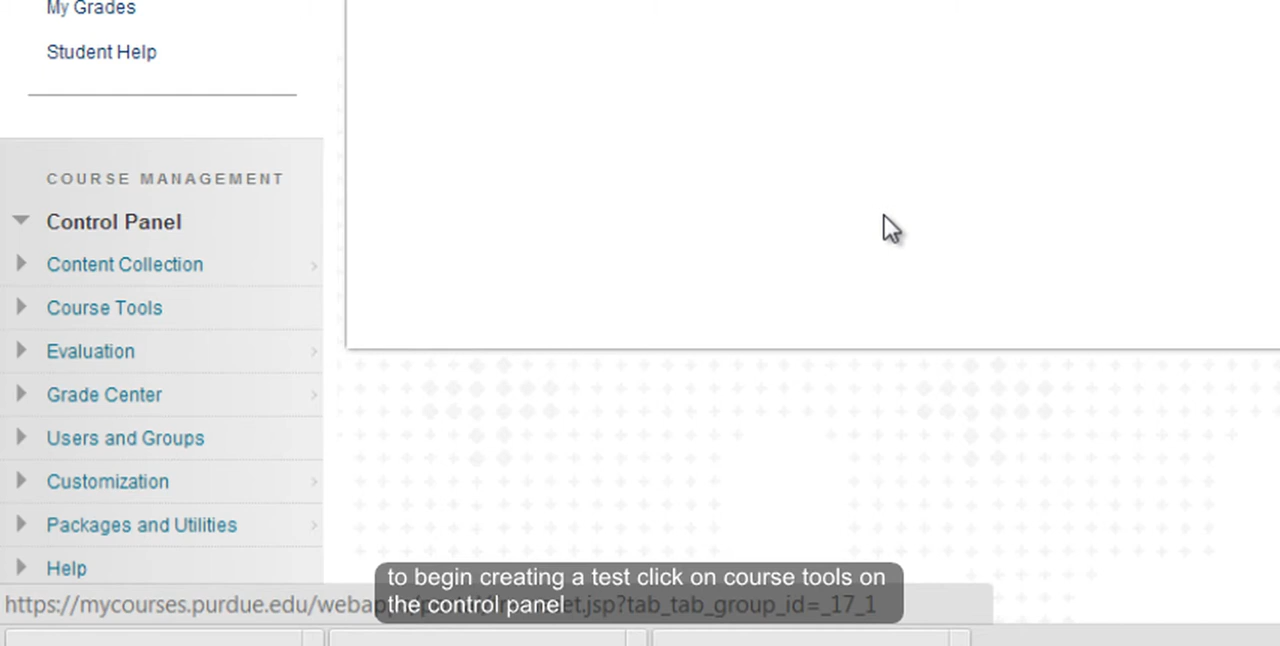 My Grades
Student Help
COURSE MANAGEMENT
Control Panel
Content Collection
Course Tools
Evaluation
Grade Center
Users and Groups
Customization
Packages and Utilities
Help
to begin creating a test click on course tools on
the control panel
https://mycourses.purdue.edu/webap
et.jsp?tab_tab_group_id=_17_1